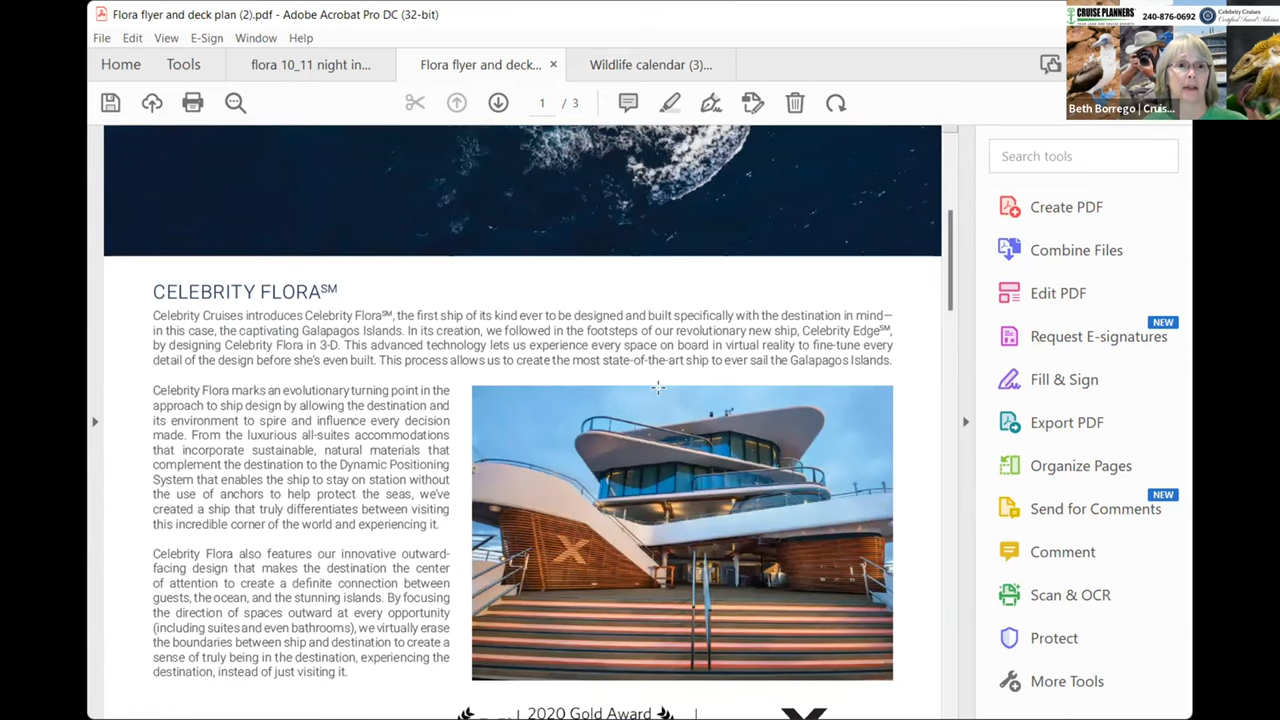 Flora flyer and deck plan (2).pdf - Adobe Acrobat Pro DC (32-bit)
File Edit View E-Sign Window Help
Home Tools flora 10_11 night in... Flora flyer and deck... × Wildlife calendar (3)...
1 / 3
CRUISE PLANNERS
240-876-0692
Celebrity Cruises
Beth Borrego | Cruis...
CELEBRITY FLORA℠
Celebrity Cruises introduces Celebrity Flora℠, the first ship of its kind ever to be designed and built specifically with the destination in mind—
in this case, the captivating Galapagos Islands. In its creation, we followed in the footsteps of our revolutionary new ship, Celebrity Edge℠,
by designing Celebrity Flora in 3-D. This advanced technology lets us experience every space on board in virtual reality to fine-tune every
detail of the design before she's even built. This process allows us to create the most state-of-the-art ship to ever sail the Galapagos Islands.
Celebrity Flora marks an evolutionary turning point in the
approach to ship design by allowing the destination and
its environment to spire and influence every decision
made. From the luxurious all-suites accommodations
that incorporate sustainable, natural materials that
complement the destination to the Dynamic Positioning
System that enables the ship to stay on station without
the use of anchors to help protect the seas, we've
created a ship that truly differentiates between visiting
this incredible corner of the world and experiencing it.
Celebrity Flora also features our innovative outward-
facing design that makes the destination the center
of attention to create a definite connection between
guests, the ocean, and the stunning islands. By focusing
the direction of spaces outward at every opportunity
(including suites and even bathrooms), we virtually erase
the boundaries between ship and destination to create a
sense of truly being in the destination, experiencing the
destination, instead of just visiting it.
2020 Gold Award
Search tools
Create PDF
Combine Files
Edit PDF
NEW
Request E-signatures
Fill & Sign
Export PDF
Organize Pages
NEW
Send for Comments
Comment
Scan & OCR
Protect
More Tools